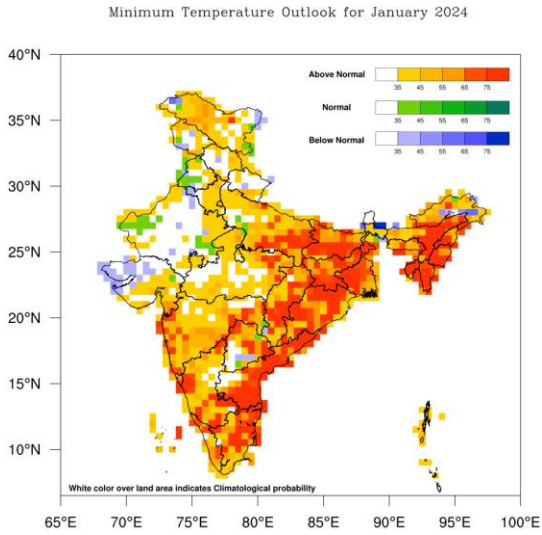 Minimum Temperature Outlook for January 2024
40°N
35°N
30°N
25°N
20°N
15°N
10°N
Above Normal
35 45 55 65 75
Normal
35 45 55 65 75
Below Normal
35 45 55 65 75
White color over land area indicates Climatological probability
65°E 70°E 75°E 80°E 85°E 90°E 95°E 100°E